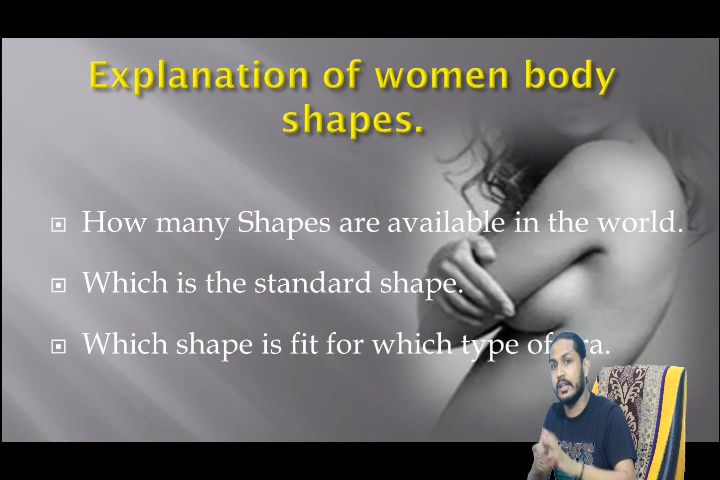 Explanation of women body
shapes.
How many Shapes are available in the world.
Which is the standard shape.
Which shape is fit for which type of ra.